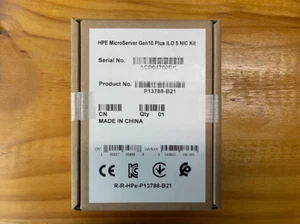 HPE MicroServer Gen10 Plus iLO 5 NIC Kit
Serial No.
Product No.
P13788-B21
CN Qty 01
MADE IN CHINA
R-R-HPe-P13788-B21